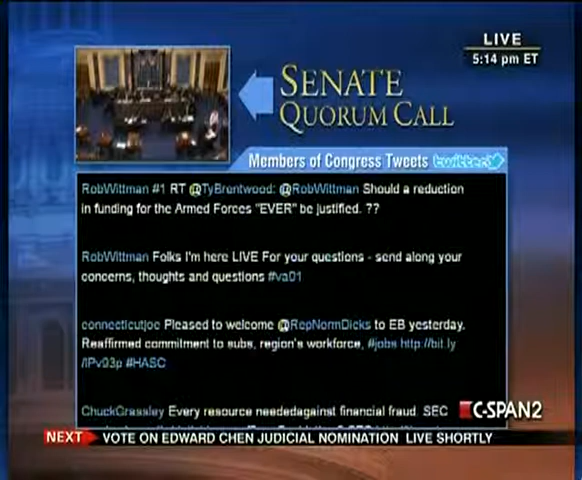 LIVE
5:14 pm ET
SENATE
QUORUM CALL
Members of Congress Tweets twitter
RobWittman #1 RT @TyBrentwood: @RobWittman Should a reduction
in funding for the Armed Forces "EVER" be justified. ??
RobWittman Folks I'm here LIVE For your questions - send along your
concerns, thoughts and questions #va01
connecticutjoe Pleased to welcome @RepNormDicks to EB yesterday.
Reaffirmed commitment to subs, region's workforce, #jobs http://bit.ly
/lPv93p #HASC
ChuckGrassley Every resource neededagainst financial fraud. SEC
C-SPAN2
NEXT VOTE ON EDWARD CHEN JUDICIAL NOMINATION LIVE SHORTLY